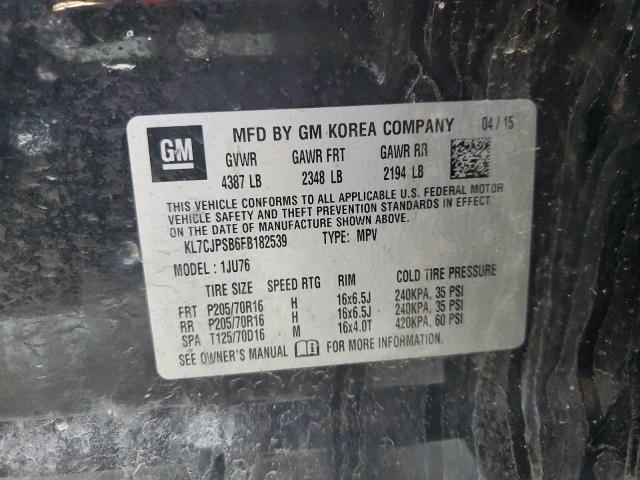 GM
MFD BY GM KOREA COMPANY 04 / 15
GVWR GAWR FRT GAWR RR
4387 LB 2348 LB 2194 LB
THIS VEHICLE CONFORMS TO ALL APPLICABLE U.S. FEDERAL MOTOR
VEHICLE SAFETY AND THEFT PREVENTION STANDARDS IN EFFECT
ON THE DATE OF MANUFACTURE SHOWN ABOVE.
KL7CJPSB6FB182539 TYPE: MPV
MODEL : 1JU76
TIRE SIZE SPEED RTG RIM COLD TIRE PRESSURE
FRT P205/70R16 H 16x6.5J 240KPA, 35 PSI
RR P205/70R16 H 16x6.5J 240KPA, 35 PSI
SPA T125/70D16 M 16x4.0T 420KPA, 60 PSI
SEE OWNER'S MANUAL FOR MORE INFORMATION.